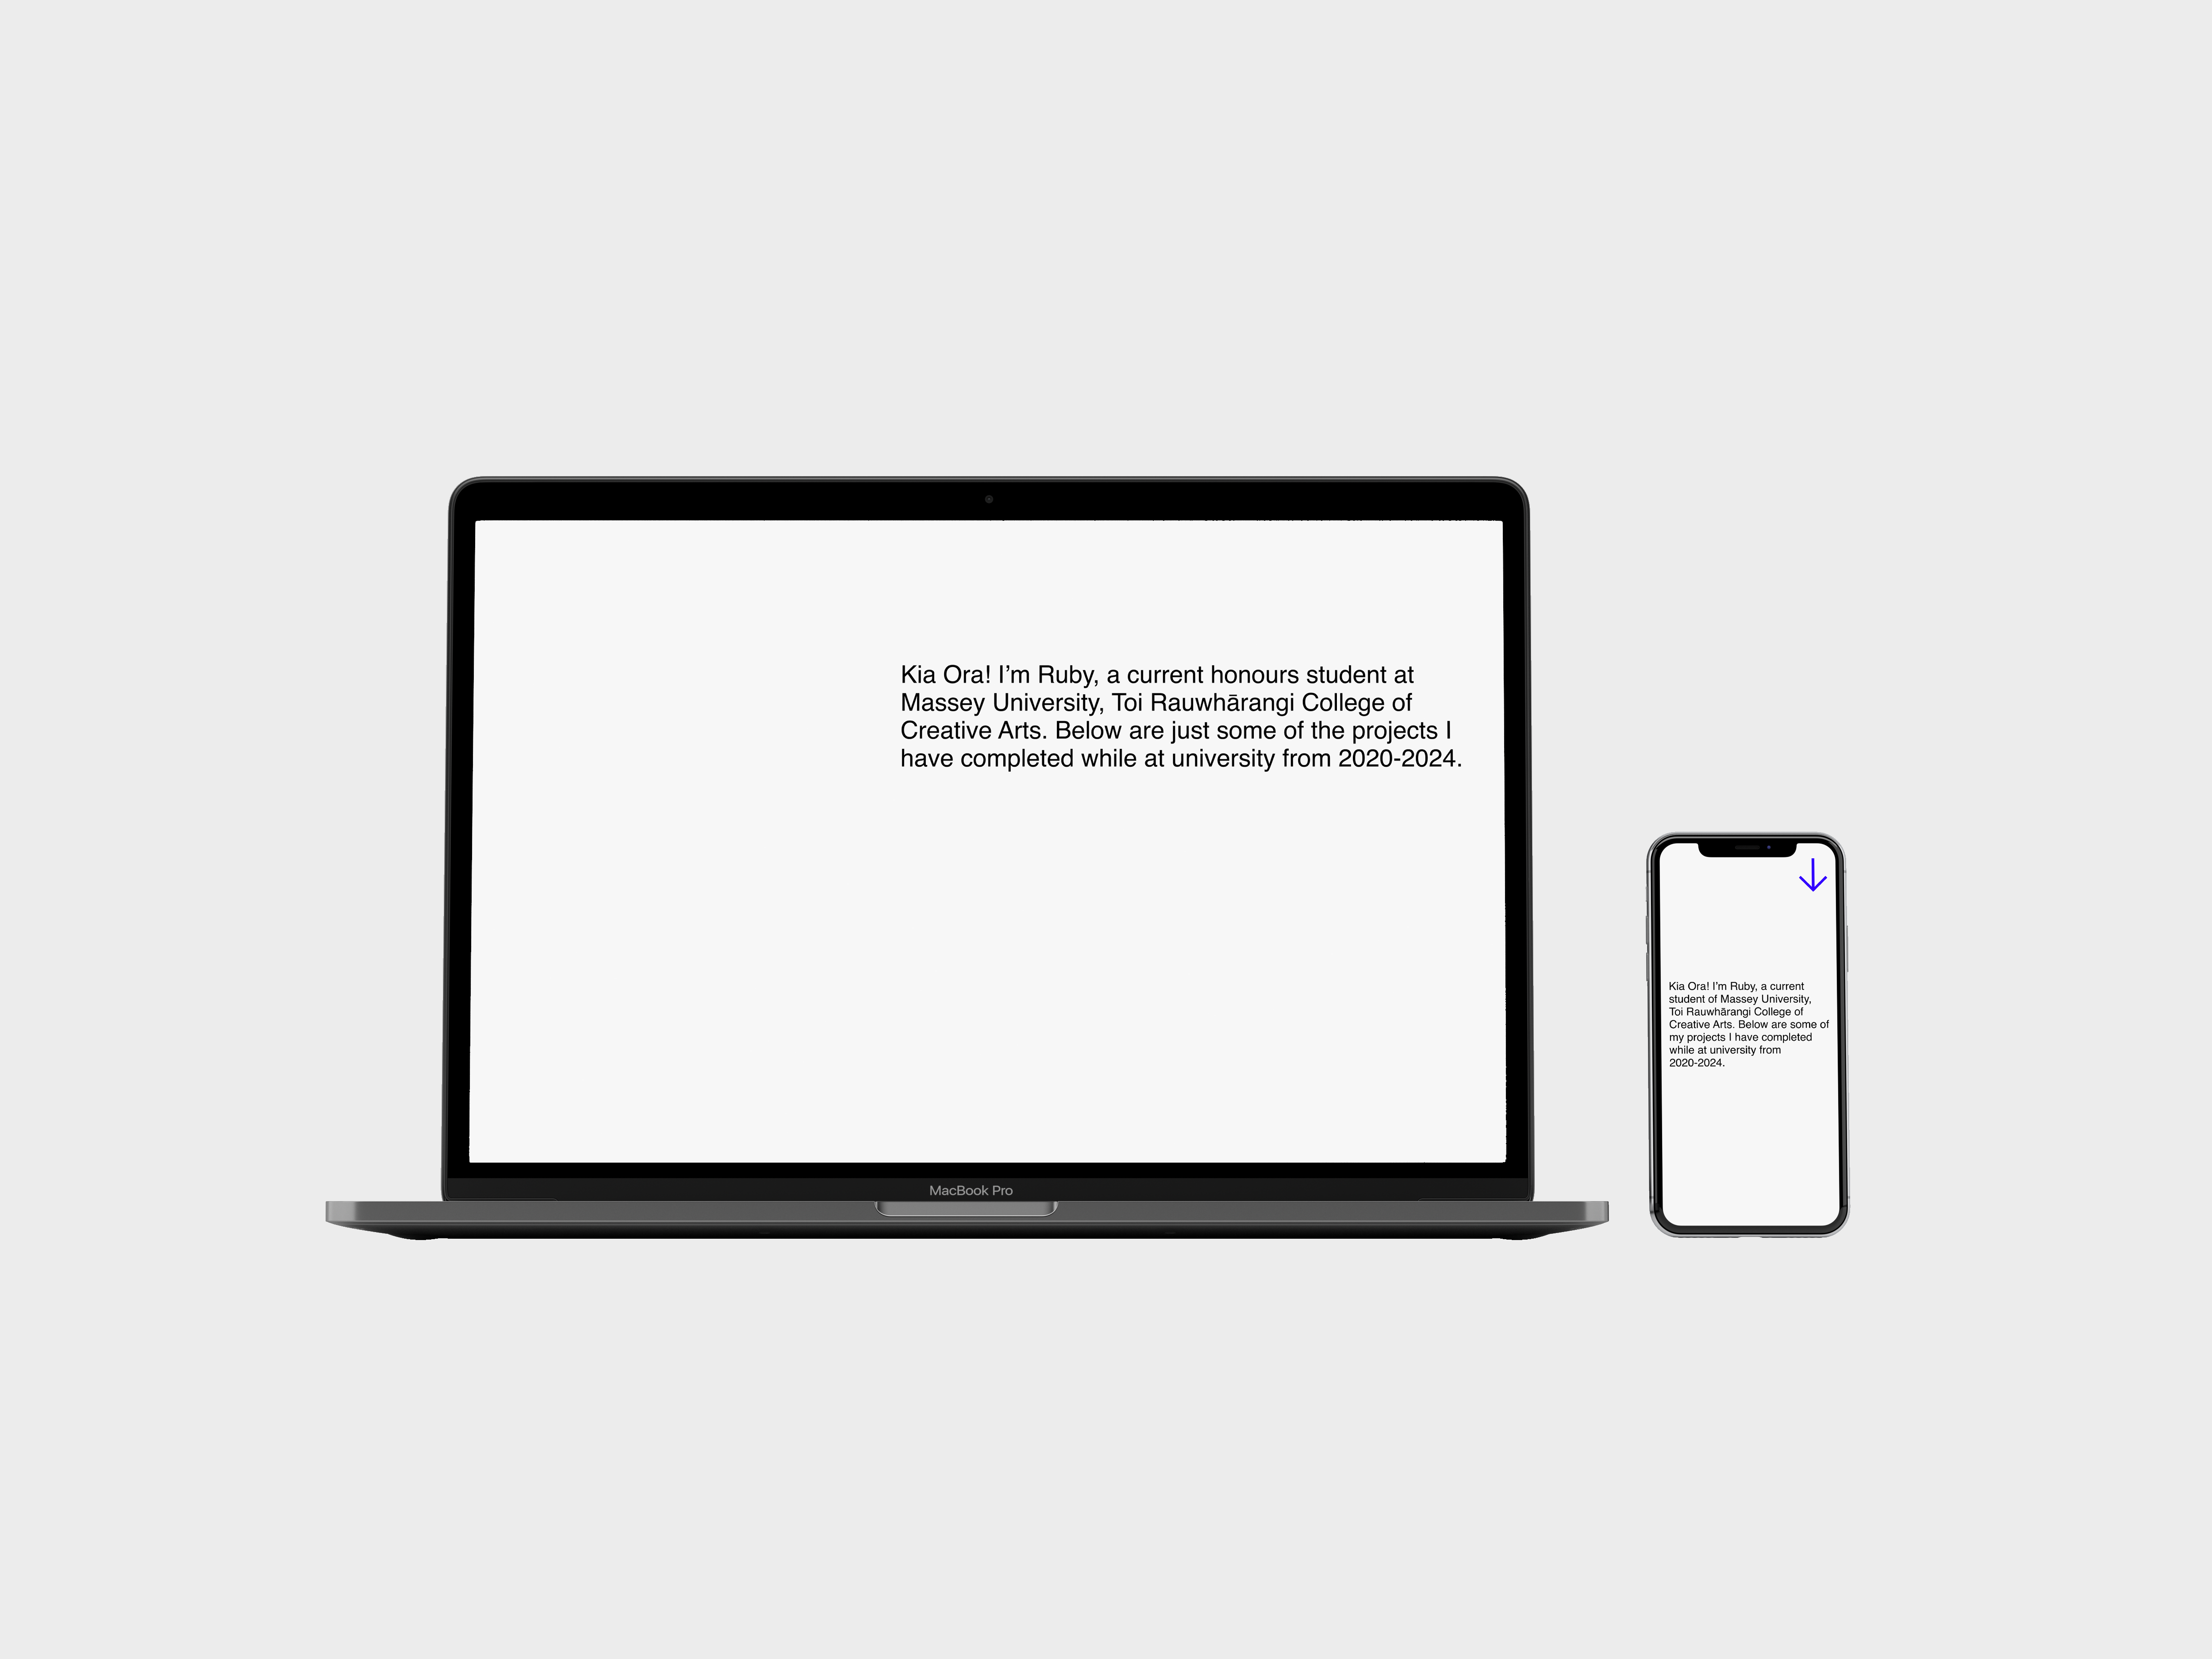 Kia Ora! I’m Ruby, a current honours student at
Massey University, Toi Rauwhārangi College of
Creative Arts. Below are just some of the projects I
have completed while at university from 2020-2024.
MacBook Pro
Kia Ora! I’m Ruby, a current
student of Massey University,
Toi Rauwhārangi College of
Creative Arts. Below are some of
my projects I have completed
while at university from
2020-2024.